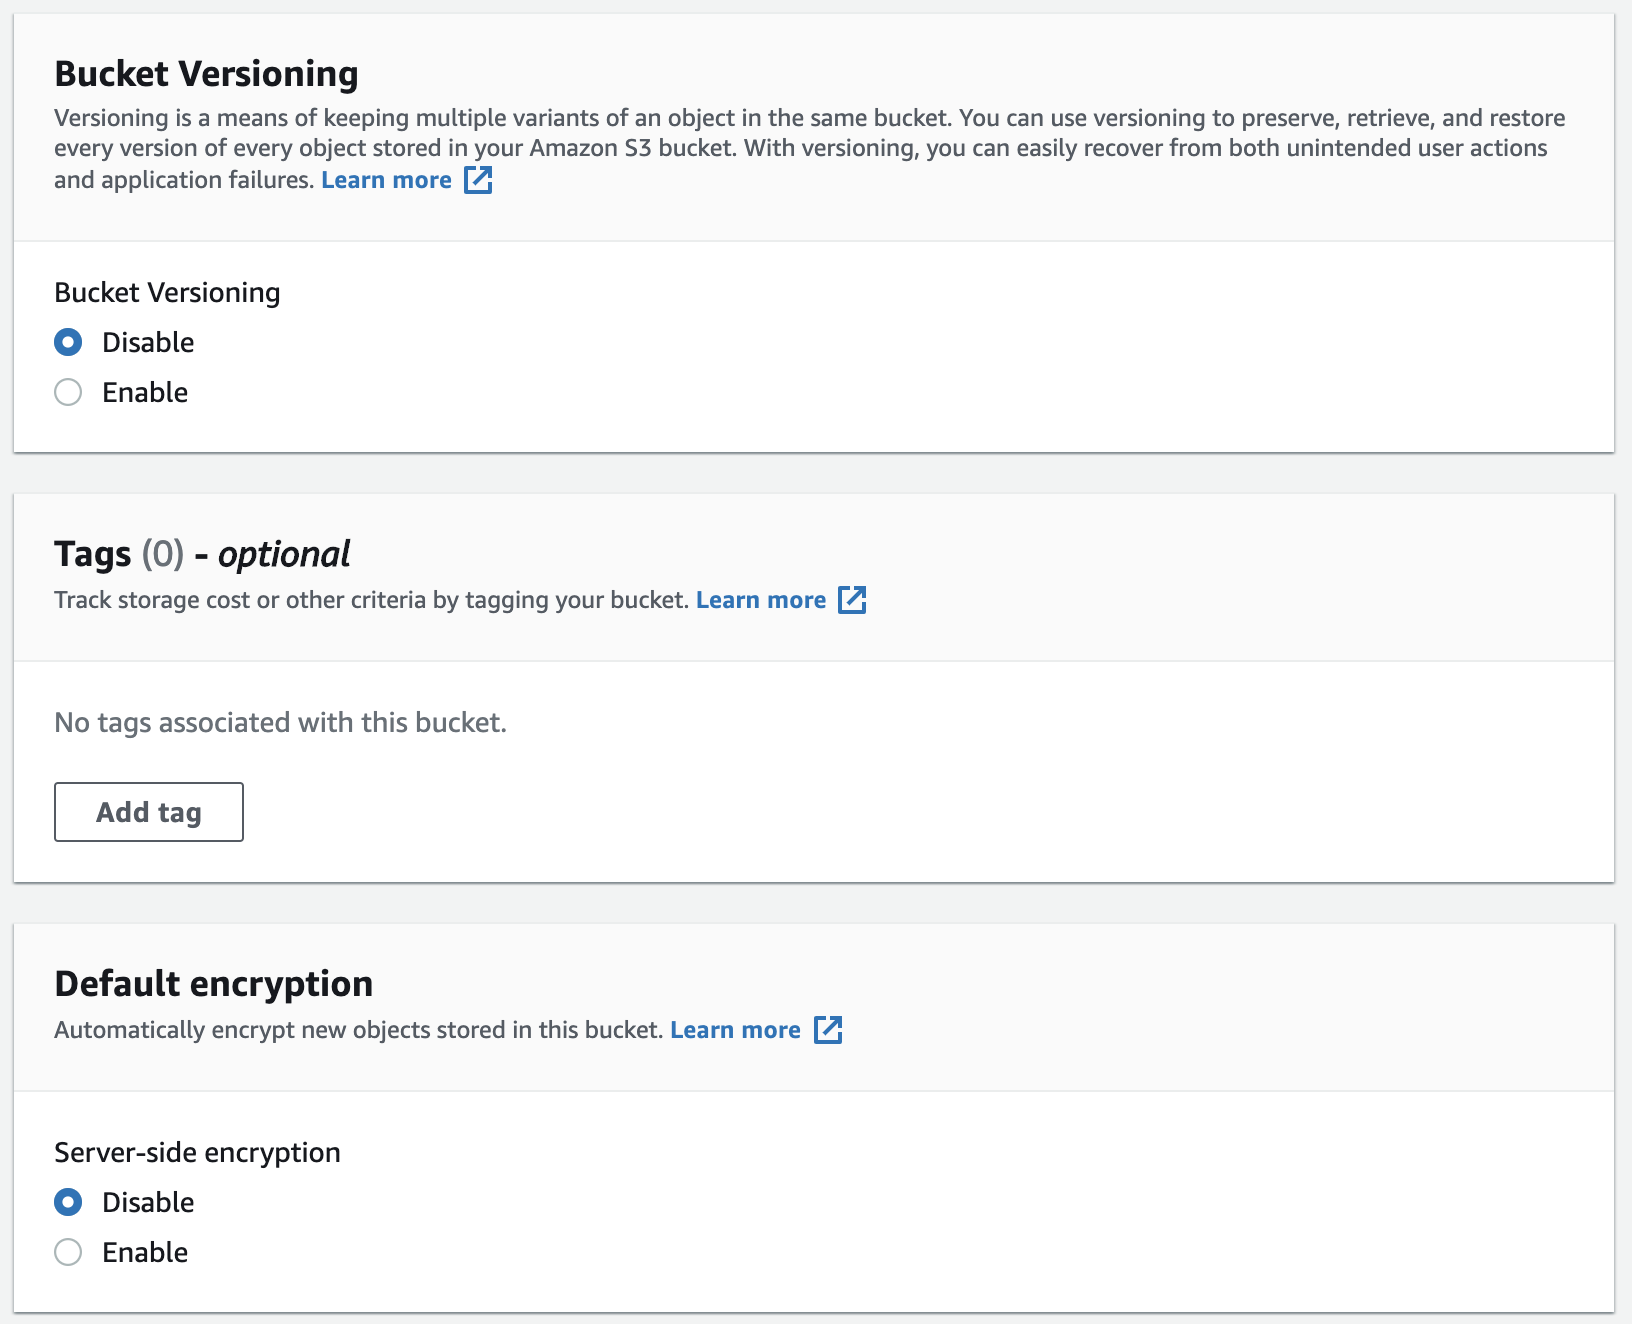 Bucket Versioning
Versioning is a means of keeping multiple variants of an object in the same bucket. You can use versioning to preserve, retrieve, and restore
every version of every object stored in your Amazon S3 bucket. With versioning, you can easily recover from both unintended user actions
and application failures. Learn more
Bucket Versioning
Disable
Enable
Tags (0) - optional
Track storage cost or other criteria by tagging your bucket. Learn more
No tags associated with this bucket.
Add tag
Default encryption
Automatically encrypt new objects stored in this bucket. Learn more
Server-side encryption
Disable
Enable